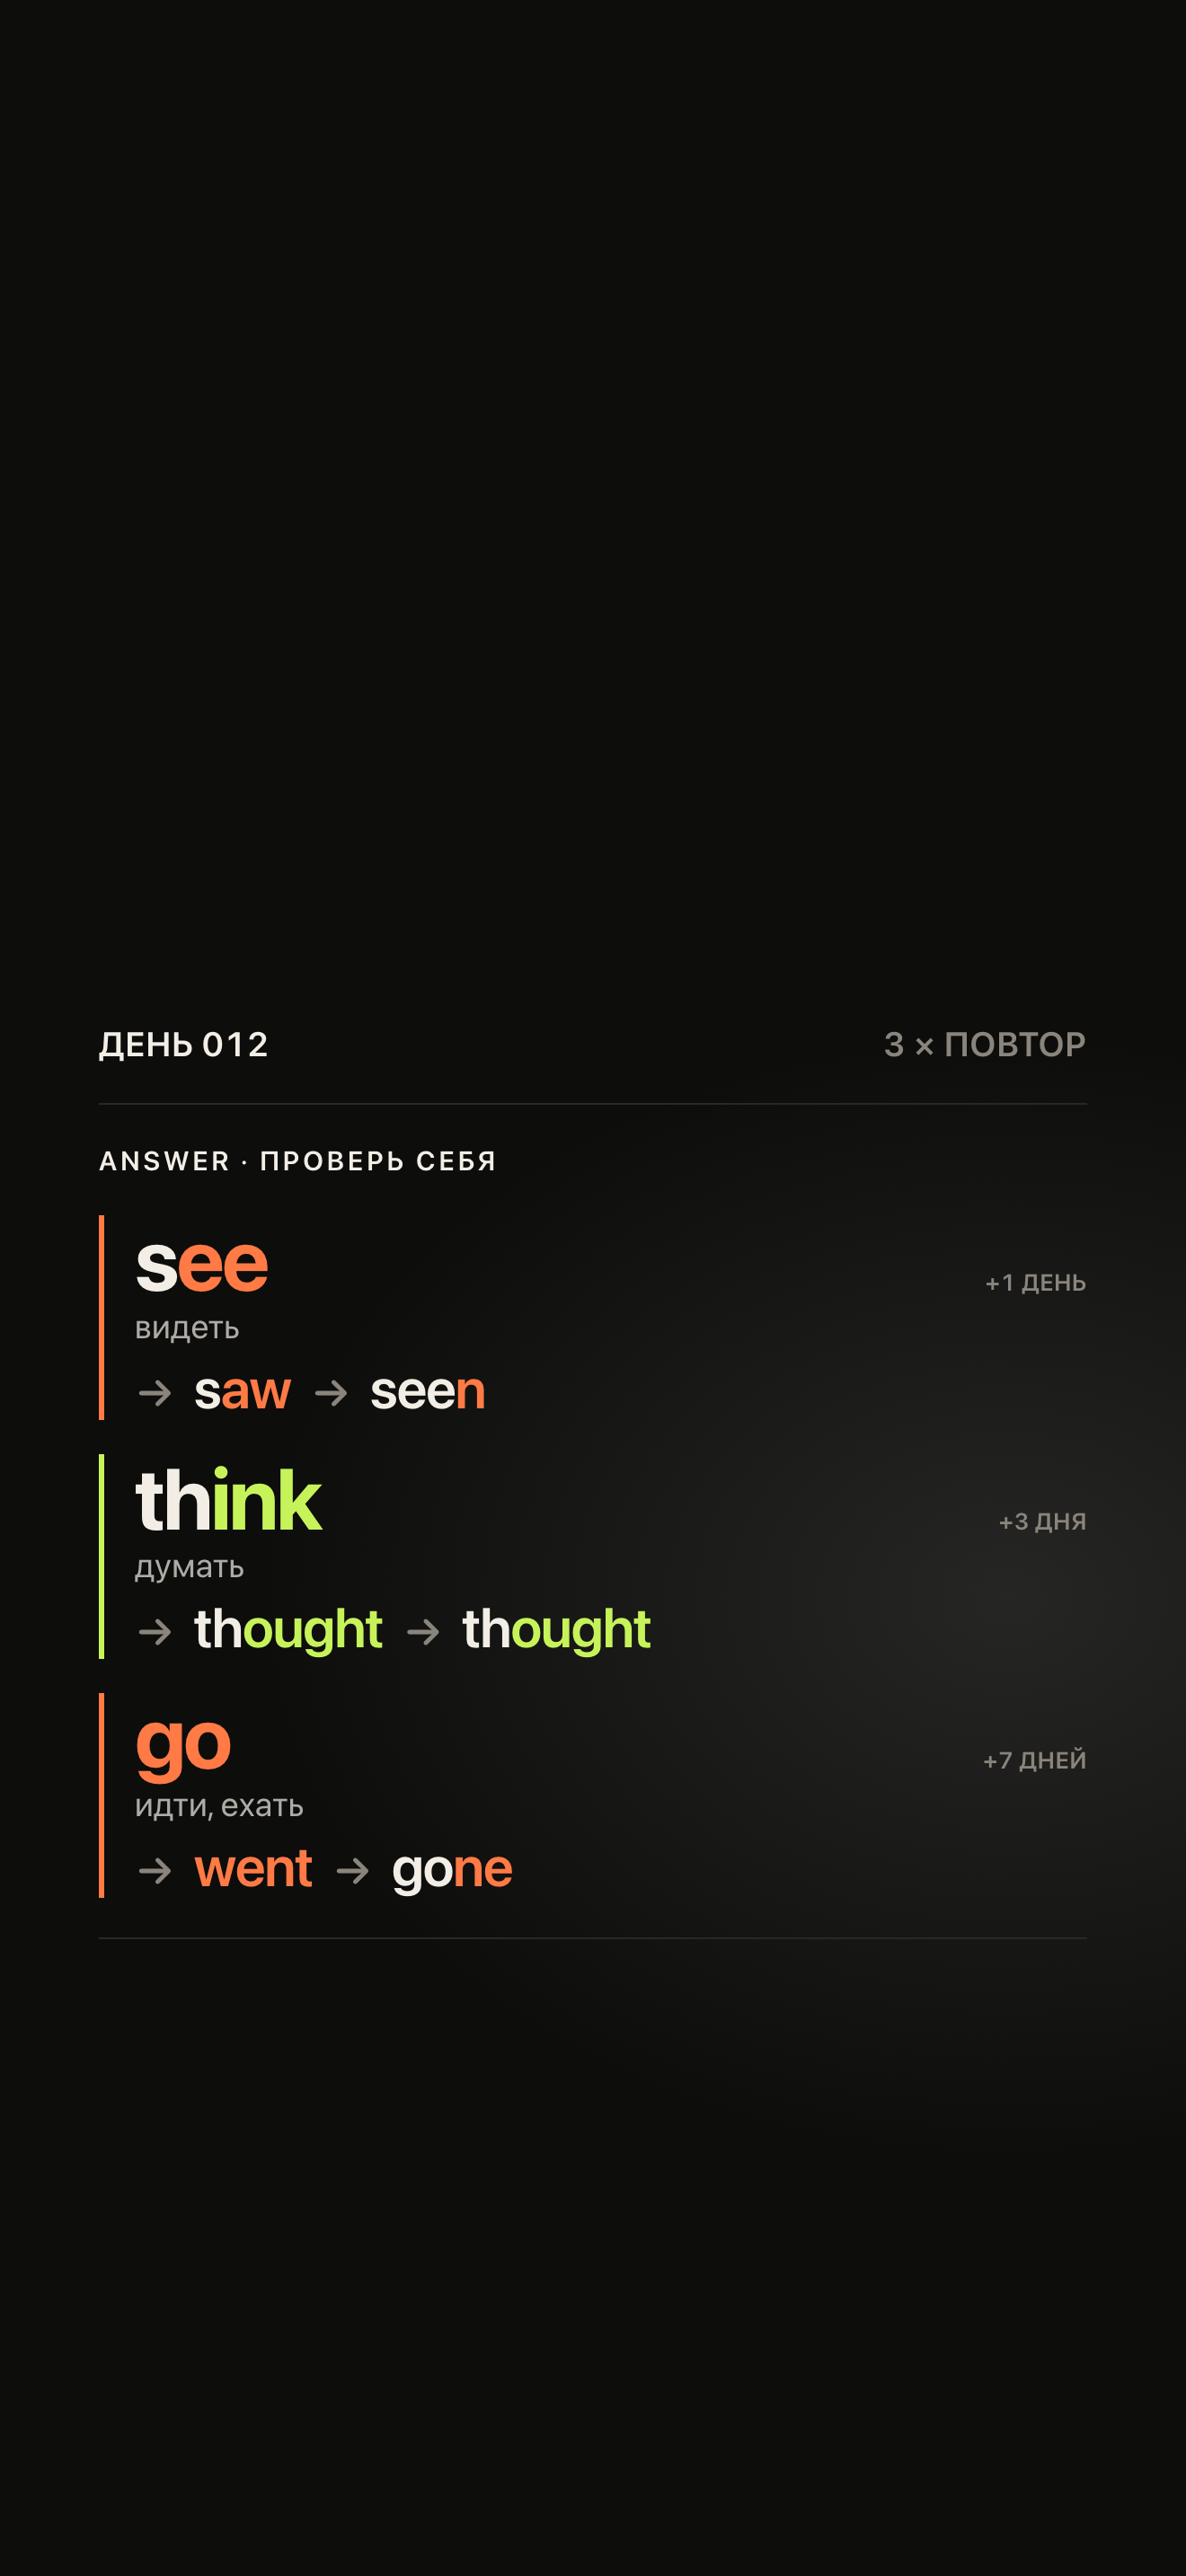 ДЕНЬ 012
3 × ПОВТОР
ANSWER · ПРОВЕРЬ СЕБЯ
see
+1 ДЕНЬ
видеть
→ saw → seen
think
+3 ДНЯ
думать
→ thought → thought
go
+7 ДНЕЙ
идти, ехать
→ went → gone